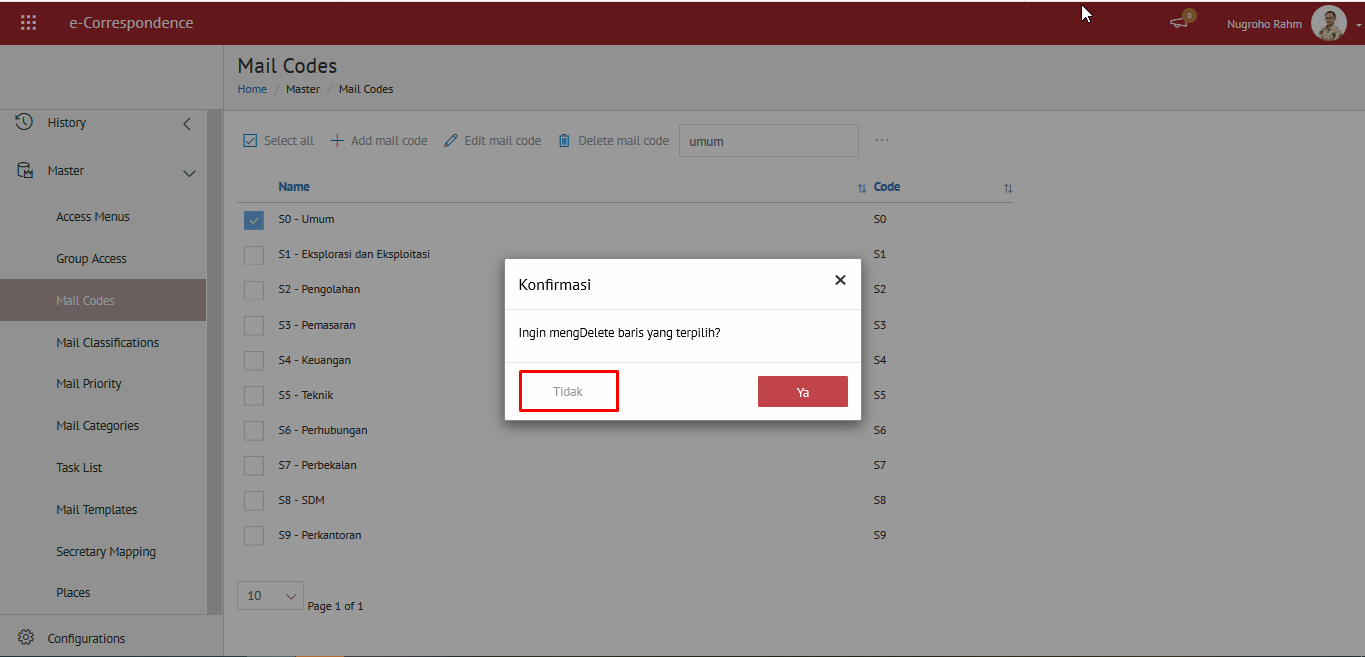 e-Correspondence
0
Nugroho Rahm
Mail Codes
Home / Master / Mail Codes
History
Master
Access Menus
Group Access
Mail Codes
Mail Classifications
Mail Priority
Mail Categories
Task List
Mail Templates
Secretary Mapping
Places
Configurations
Select all
Add mail code
Edit mail code
Delete mail code
umum
...
Name
Code
S0 - Umum S0
S1 - Eksplorasi dan Eksploitasi S1
S2 - Pengolahan S2
S3 - Pemasaran S3
S4 - Keuangan S4
S5 - Teknik S5
S6 - Perhubungan S6
S7 - Perbekalan S7
S8 - SDM S8
S9 - Perkantoran S9
10
Page 1 of 1
Konfirmasi
Ingin mengDelete baris yang terpilih?
Tidak
Ya